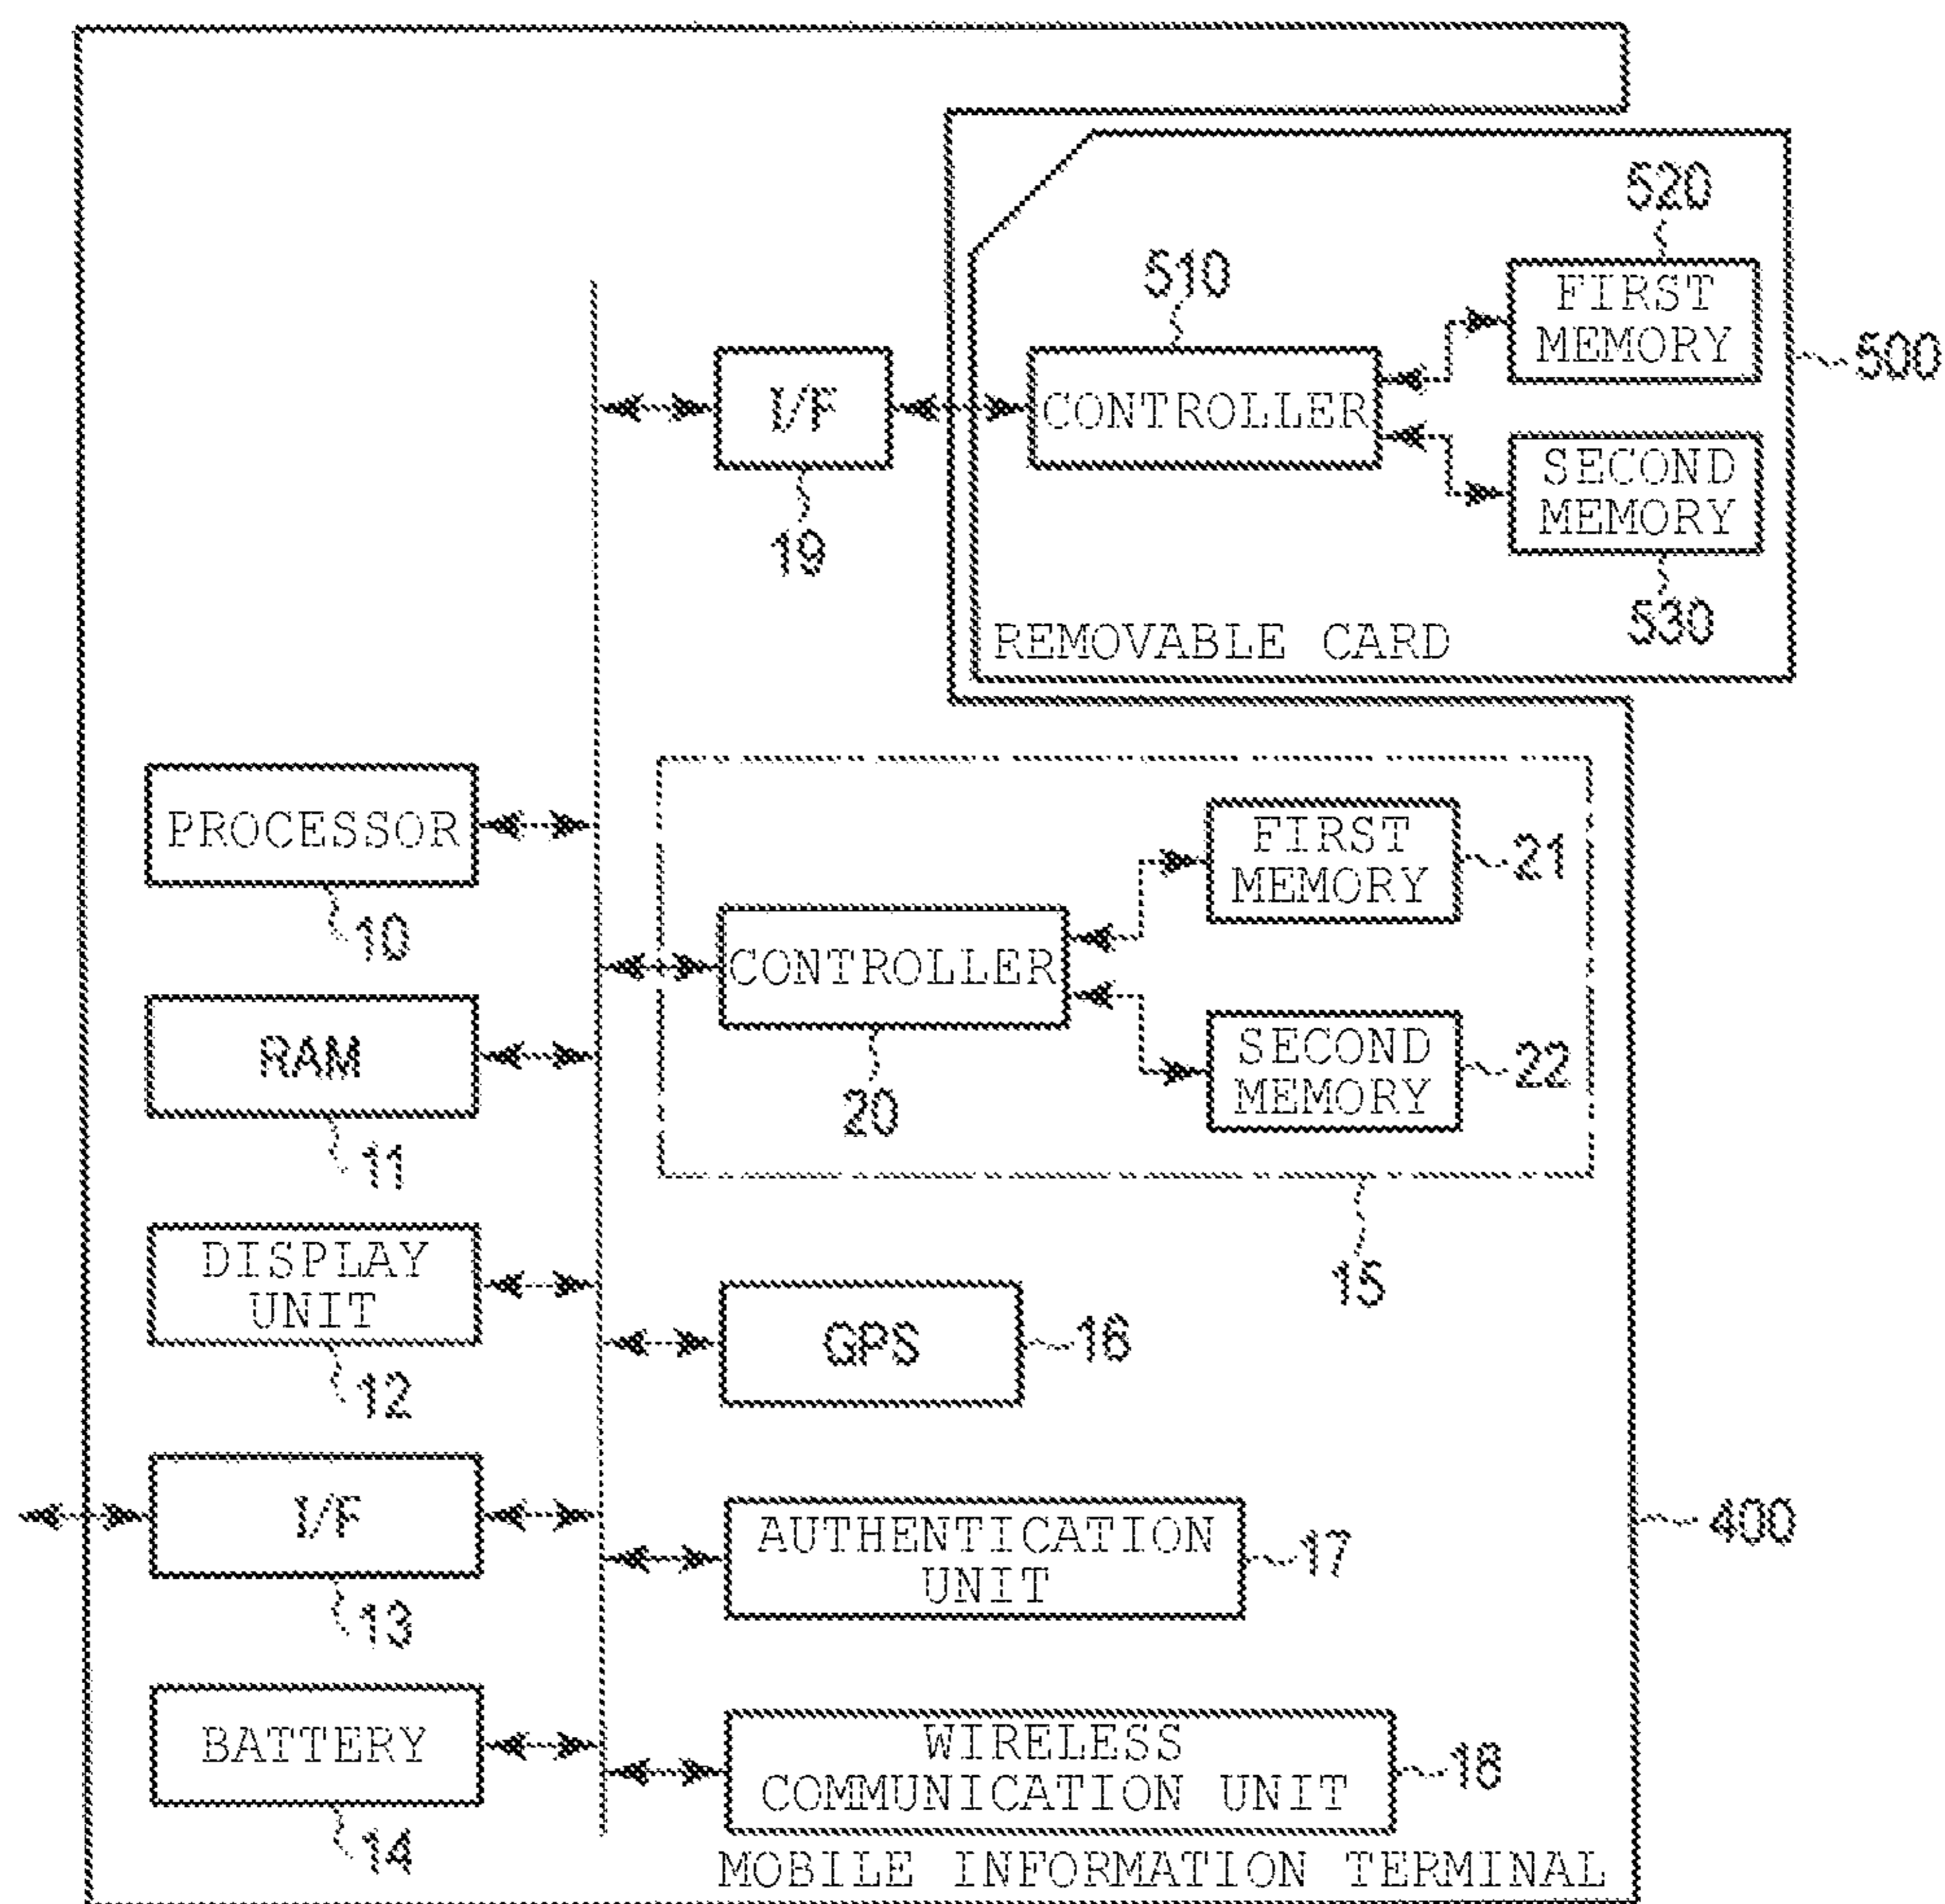 520
510
FIRST
MEMORY
500
I/F
CONTROLLER
SECOND
MEMORY
19
530
REMOVABLE CARD
PROCESSOR
10
FIRST
MEMORY
21
CONTROLLER
RAM
11
20
SECOND
MEMORY
22
DISPLAY
UNIT
12
15
GPS
16
I/F
13
AUTHENTICATION
UNIT
17
400
BATTERY
14
WIRELESS
COMMUNICATION UNIT
18
MOBILE INFORMATION TERMINAL